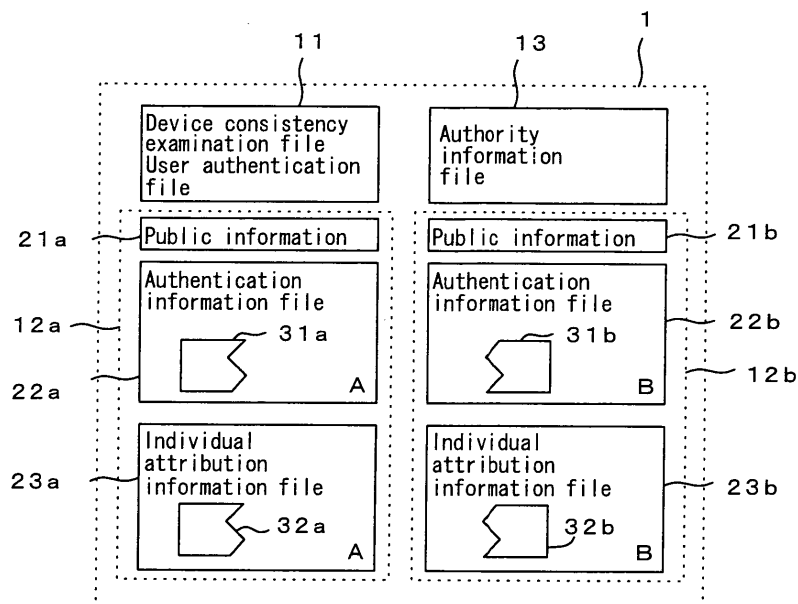 11
13
1
Device consistency
examination file
User authentication
file
Authority
information
file
21a
Public information
Public information
21b
Authentication
information file
Authentication
information file
12a
31a
31b
22b
22a
A
B
12b
Individual
attribution
information file
Individual
attribution
information file
23a
32a
32b
23b
A
B